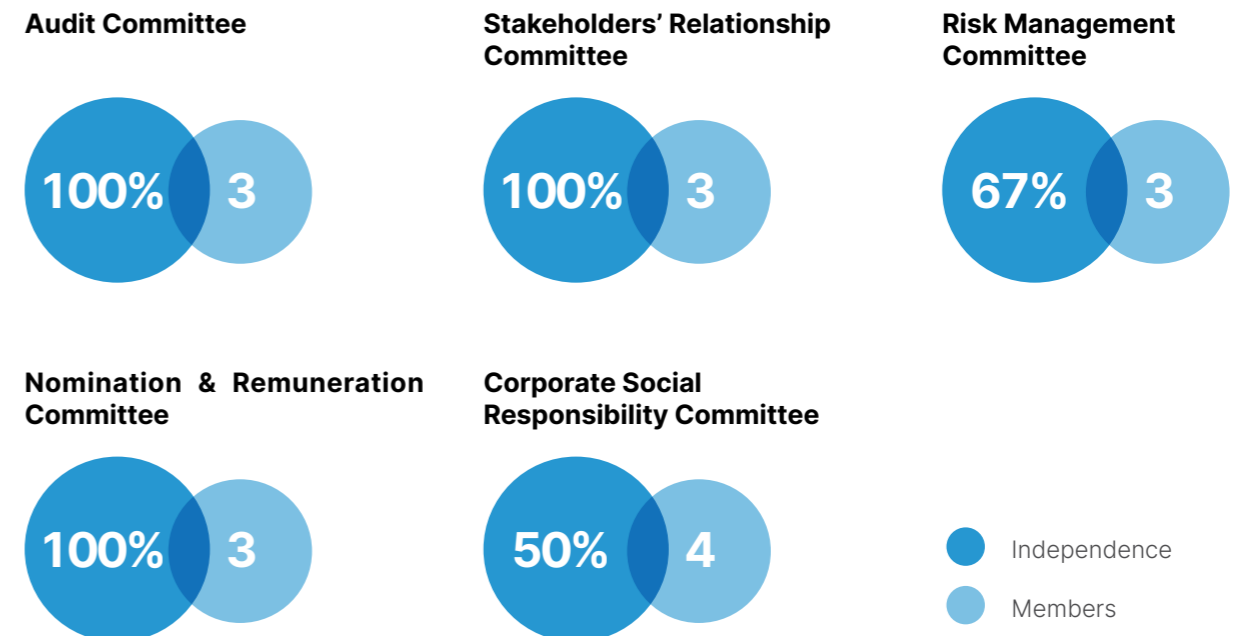 Audit Committee
100% 3
Stakeholders’ Relationship
Committee
100% 3
Risk Management
Committee
67% 3
Nomination & Remuneration
Committee
100% 3
Corporate Social
Responsibility Committee
50% 4
Independence
Members